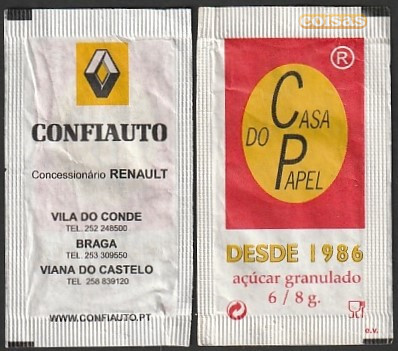 CONFIAUTO
Concessionário RENAULT
VILA DO CONDE
TEL. 252 248500
BRAGA
TEL. 253 309550
VIANA DO CASTELO
TEL 258 839120
WWW.CONFIAUTO.PT
coisas
®
CASA
DO
PAPEL
DESDE 1986
açúcar granulado
6 / 8 g.
e.v.